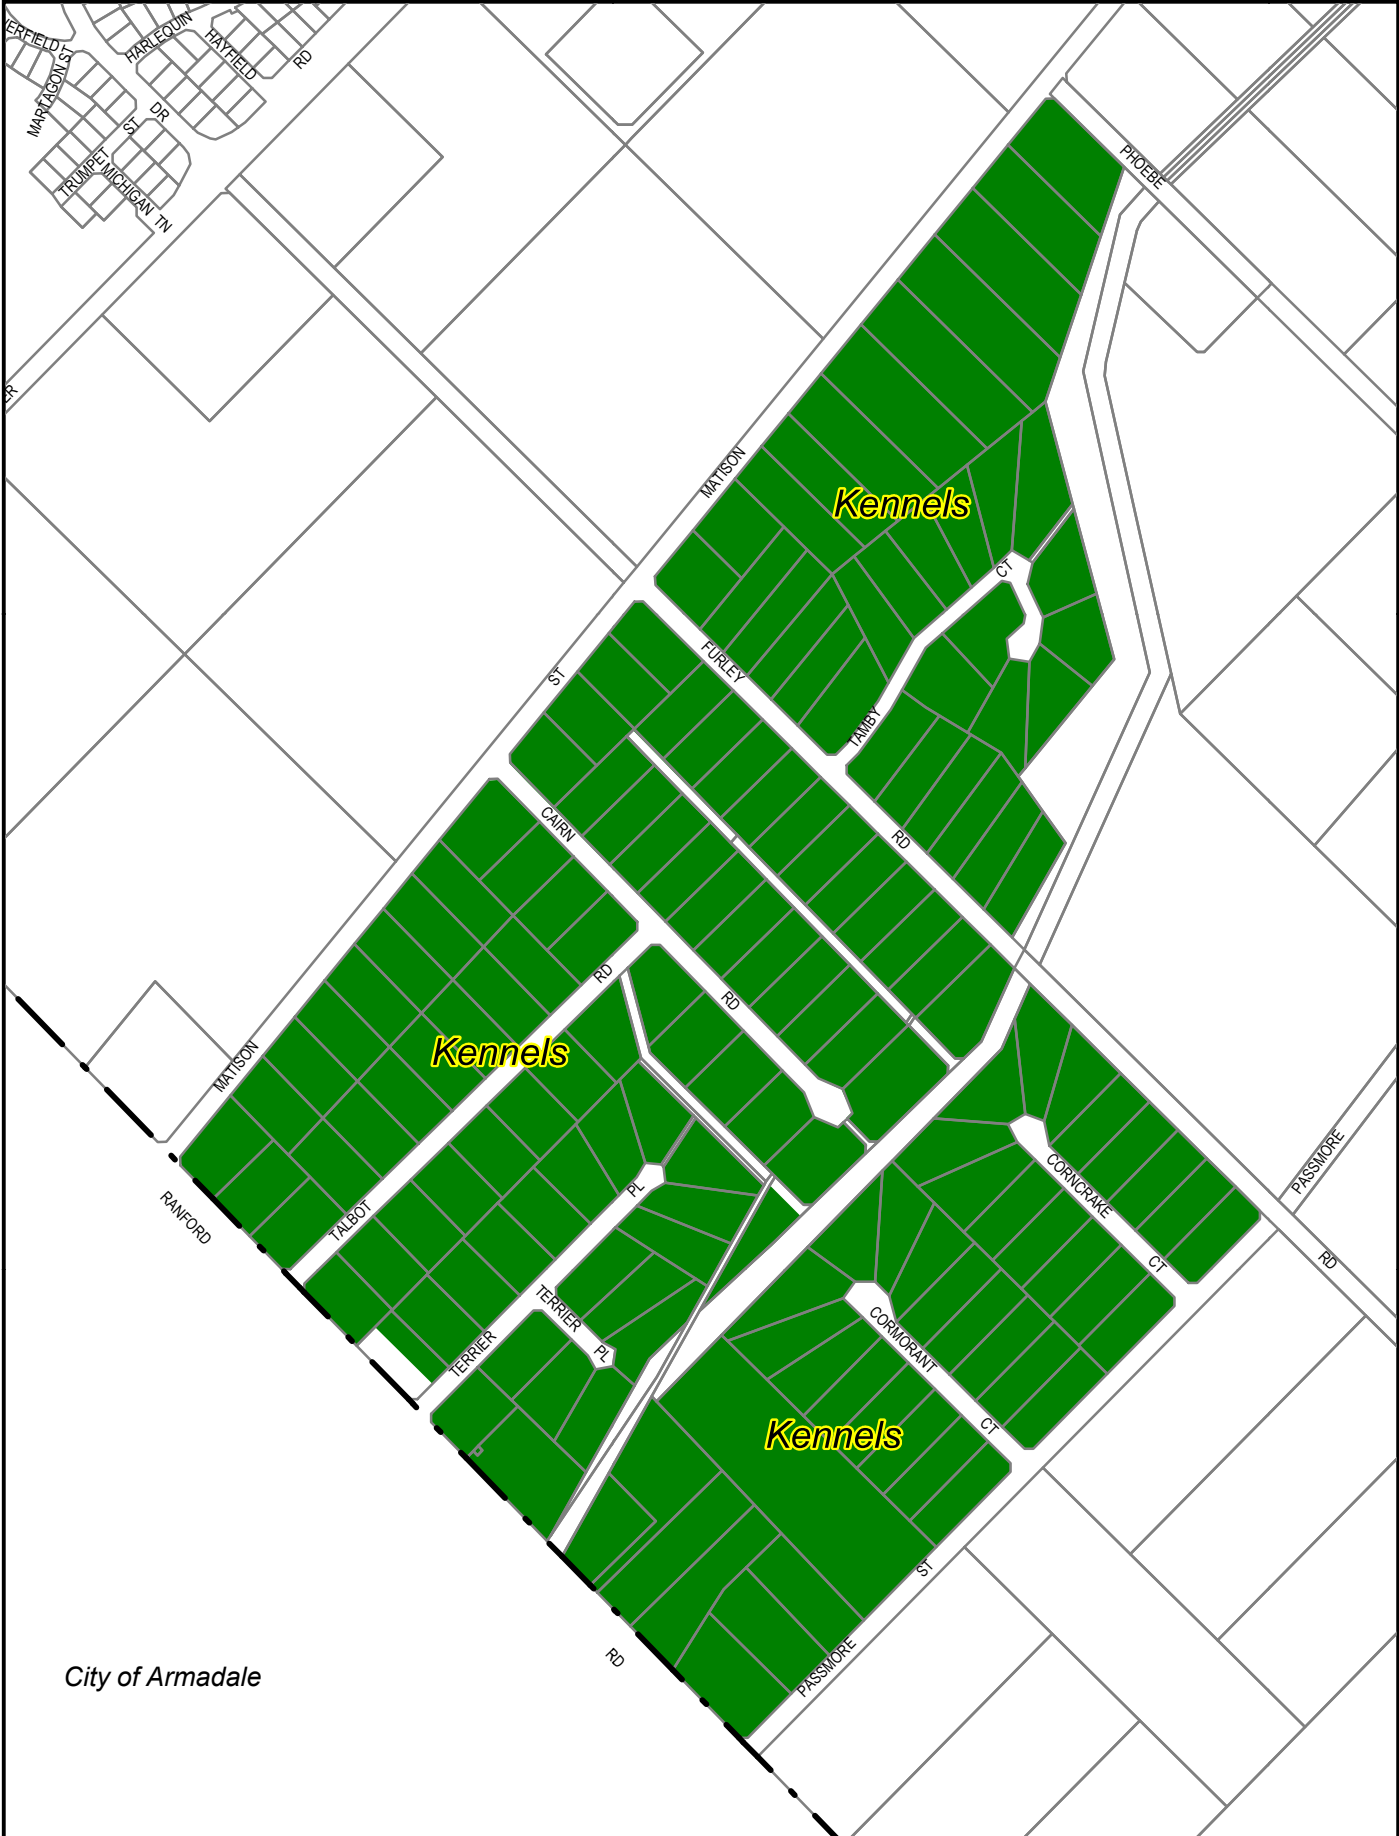 HARLEQUIN
HAYFIELD
RD
MARTAGON ST
DR
ST
TRUMPET
MICHIGAN TN
PHOEBE
MATISON
Kennels
CT
FURLEY
ST
TAMBY
CAIRN
RD
RD
RD
Kennels
MATISON
PASSMORE
CORNCRAKE
PL
RANFORD
TALBOT
CT
RD
TERRIER
PL
CORMORANT
TERRIER
Kennels
CT
ST
RD
PASSMORE
City of Armadale